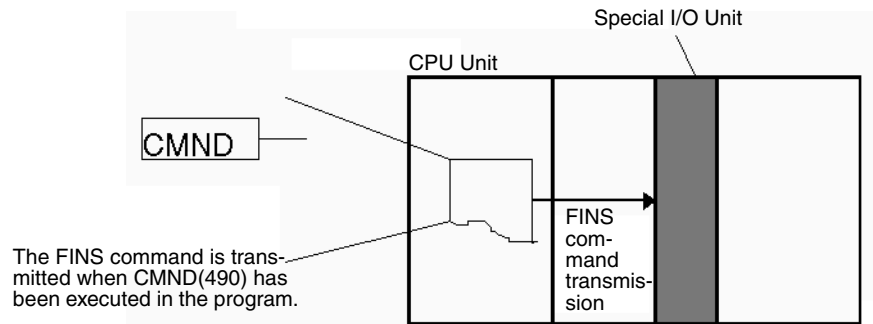 Special I/O Unit
CPU Unit
CMND
FINS
com-
mand
transmis-
sion
The FINS command is trans-
mitted when CMND(490) has
been executed in the program.